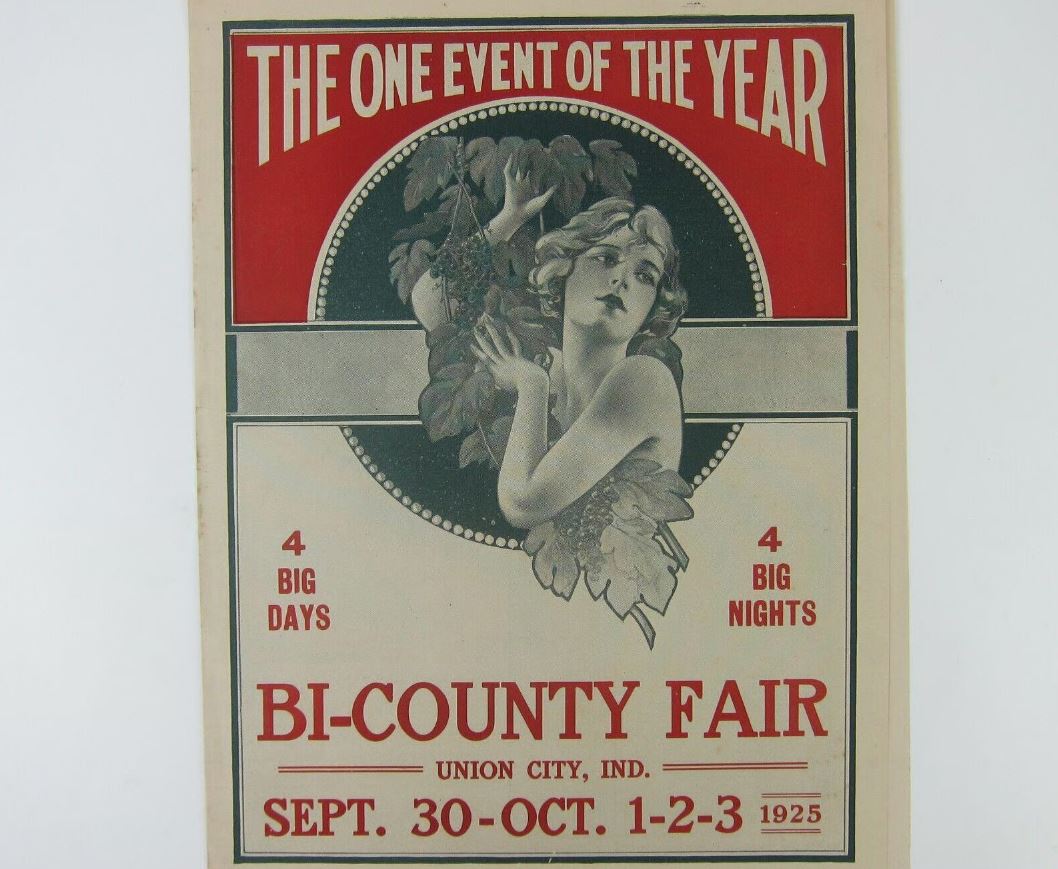 THE ONE EVENT OF THE YEAR
4
BIG
DAYS
4
BIG
NIGHTS
BI-COUNTY FAIR
UNION CITY, IND.
SEPT. 30-OCT. 1-2-3 1925